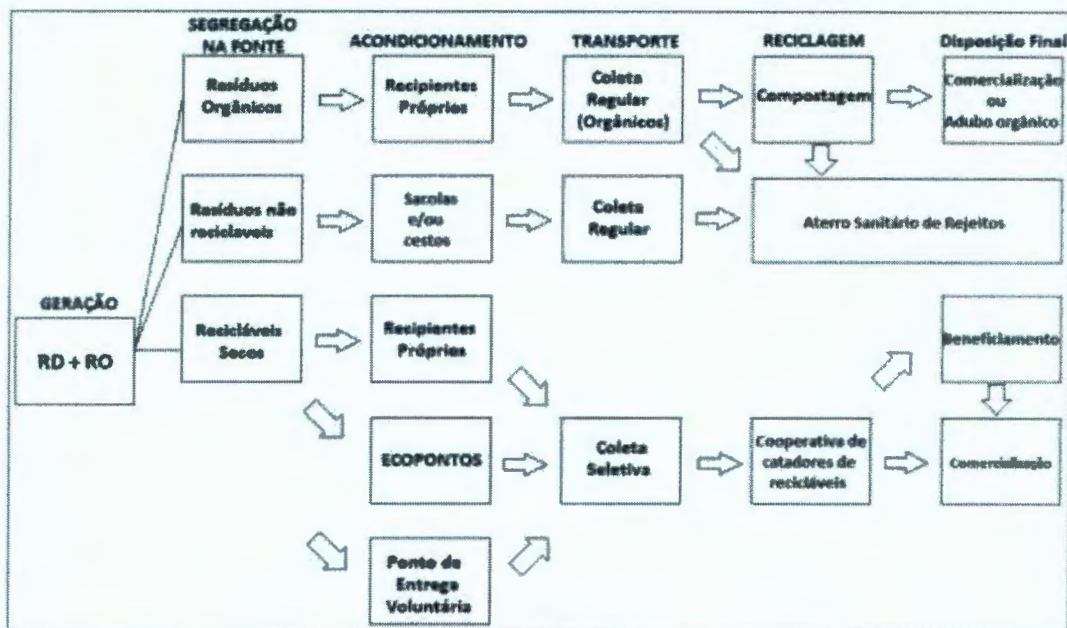 SEGREGAÇÃO
NA FONTE
ACONDICIONAMENTO
TRANSPORTE
RECICLAGEM
Disposição Final
Resíduos
Orgânicos
Recipientes
Próprios
Coleta
Regular
(Orgânicos)
Compostagem
Comercialização
ou
Adubo orgânico
Resíduos não
reciclaveis
Sacolas
e/ou
cestos
Coleta
Regular
Aterro Sanitário de Rejeitos
GERAÇÃO
RD + RO
Recicláveis
Secos
Recipientes
Próprios
Beneficiamento
ECOPONTOS
Coleta
Seletiva
Cooperativa de
catadores de
recicláveis
Comercialização
Ponto de
Entrega
Voluntária